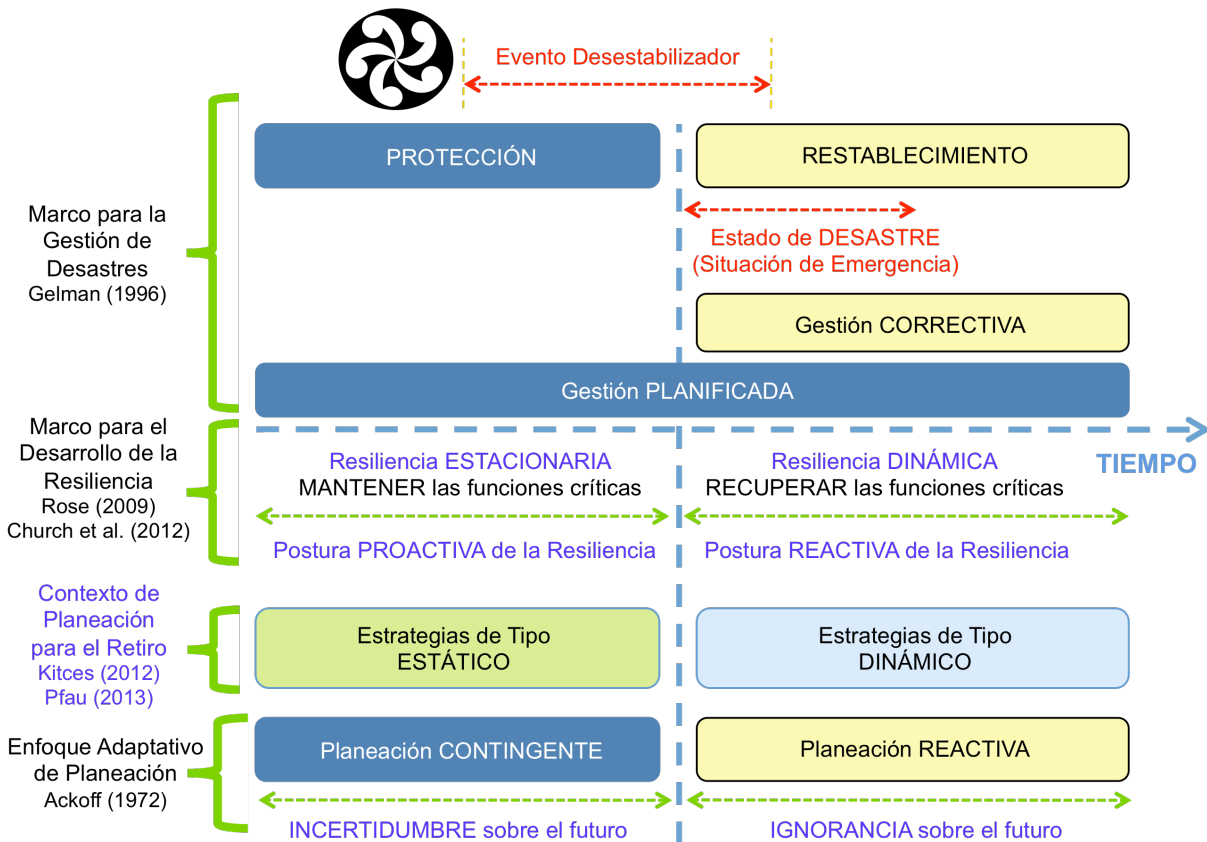 Evento Desestabilizador
PROTECCIÓN
RESTABLECIMIENTO
Marco para la
Gestión de
Desastres
Gelman (1996)
Estado de DESASTRE
(Situación de Emergencia)
Gestión CORRECTIVA
Gestión PLANIFICADA
TIEMPO
Marco para el
Desarrollo de la
Resiliencia
Rose (2009)
Church et al. (2012)
Resiliencia ESTACIONARIA
MANTENER las funciones críticas
Postura PROACTIVA de la Resiliencia
Resiliencia DINÁMICA
RECUPERAR las funciones críticas
Postura REACTIVA de la Resiliencia
Contexto de
Planeación
para el Retiro
Kitces (2012)
Pfau (2013)
Estrategias de Tipo
ESTÁTICO
Estrategias de Tipo
DINÁMICO
Enfoque Adaptativo
de Planeación
Ackoff (1972)
Planeación CONTINGENTE
Planeación REACTIVA
INCERTIDUMBRE sobre el futuro
IGNORANCIA sobre el futuro